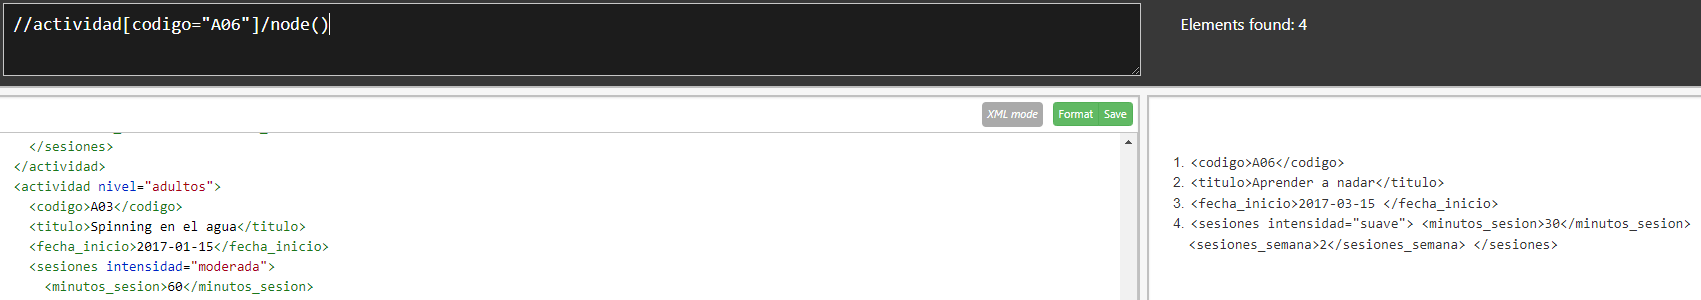 //actividad[codigo="A06"]/node()
Elements found: 4
XML mode
Format
Save
</sesiones>
</actividad>
<actividad nivel="adultos">
<codigo>A03</codigo>
<titulo>Spinning en el agua</titulo>
<fecha_inicio>2017-01-15</fecha_inicio>
<sesiones intensidad="moderada">
<minutos_sesion>60</minutos_sesion>
1. <codigo>A06</codigo>
2. <titulo>Aprender a nadar</titulo>
3. <fecha_inicio>2017-03-15 </fecha_inicio>
4. <sesiones intensidad="suave"> <minutos_sesion>30</minutos_sesion>
<sesiones_semana>2</sesiones_semana> </sesiones>